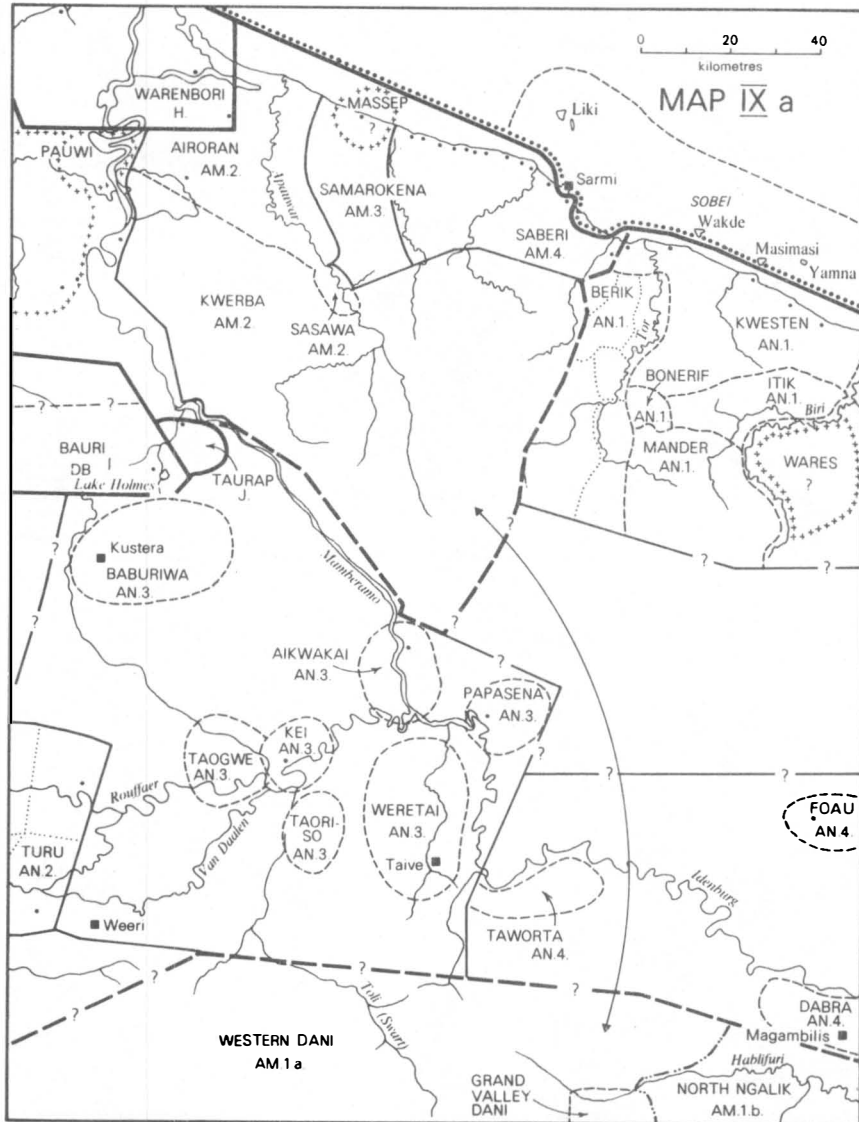 0 20 40
kilometres
MAP IX a
WARENBORI
H.
MASSEP
?
Liki
PAUWI
AIRORAN
AM.2.
Apauwar
SAMAROKENA
AM.3.
Sarmi
SOBEI
Wakde
SABERI
AM.4.
Masimasi
Yamna
KWERBA
AM.2
SASAWA
AM.2.
BERIK
AN.1.
Tor
KWESTEN
AN.1.
BONERIF
AN.1
ITIK
AN.1.
Biri
MANDER
AN.1.
WARES
?
?
?
BAURI
DB
Lake Holmes
TAURAP
J.
?
?
?
?
?
Kustera
BABURIWA
AN.3.
Mamberamo
?
?
AIKWAKAI
AN.3.
?
PAPASENA
AN.3.
KEI
AN.3.
TAOGWE
AN.3.
?
?
?
Rouffaer
Van Daalen
TAORI-
SO
AN.3
WERETAI
AN.3.
Taive
FOAU
AN.4.
TURU
AN.2.
Idenburg
Weeri
TAWORTA
AN.4.
?
?
?
?
Toli (Swart)
DABRA
AN.4.
Magambilis
WESTERN DANI
AM.1a.
Hablifuri
GRAND
VALLEY
DANI
NORTH NGALIK
AM.1.b.